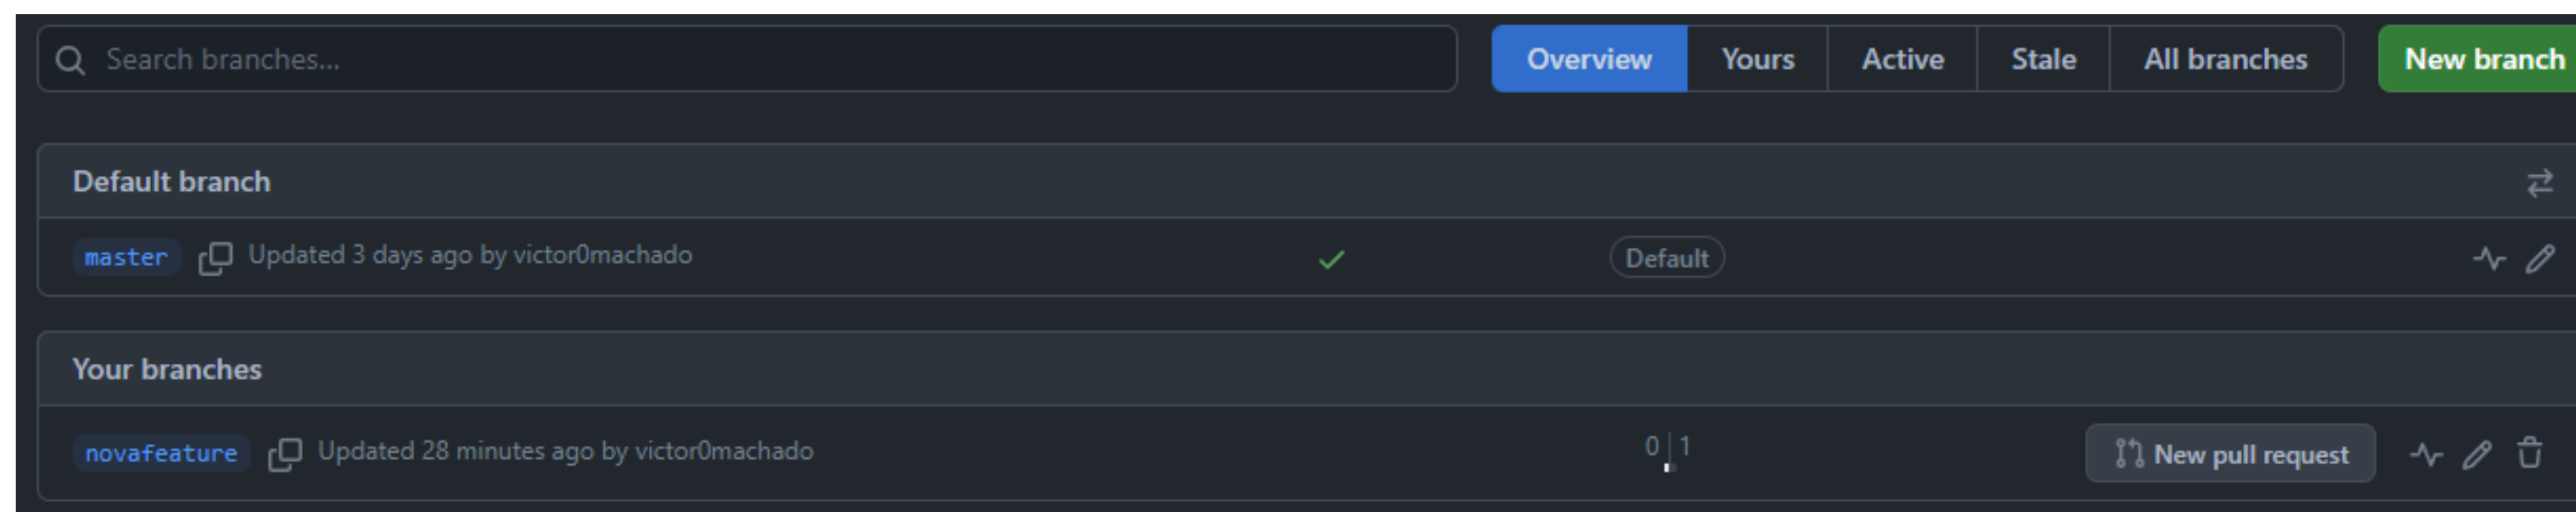 Search branches... Overview Yours Active Stale All branches New branch
Default branch
master Updated 3 days ago by victor0machado Default
Your branches
novafeature Updated 28 minutes ago by victor0machado 0 | 1 New pull request